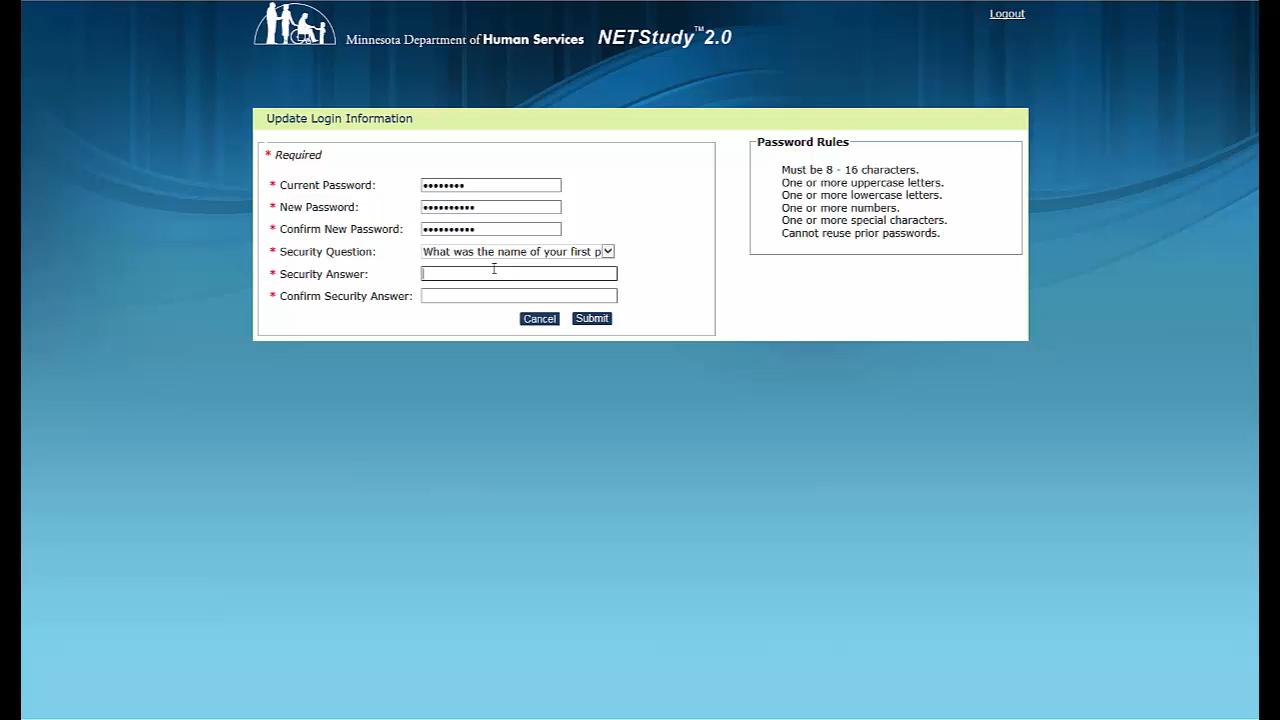 Logout
Minnesota Department of Human Services NETStudy™2.0
Update Login Information
* Required
* Current Password: ••••••••
* New Password: ••••••••••
* Confirm New Password: ••••••••••
* Security Question: What was the name of your first p
* Security Answer:
* Confirm Security Answer:
Cancel Submit
Password Rules
Must be 8 - 16 characters.
One or more uppercase letters.
One or more lowercase letters.
One or more numbers.
One or more special characters.
Cannot reuse prior passwords.